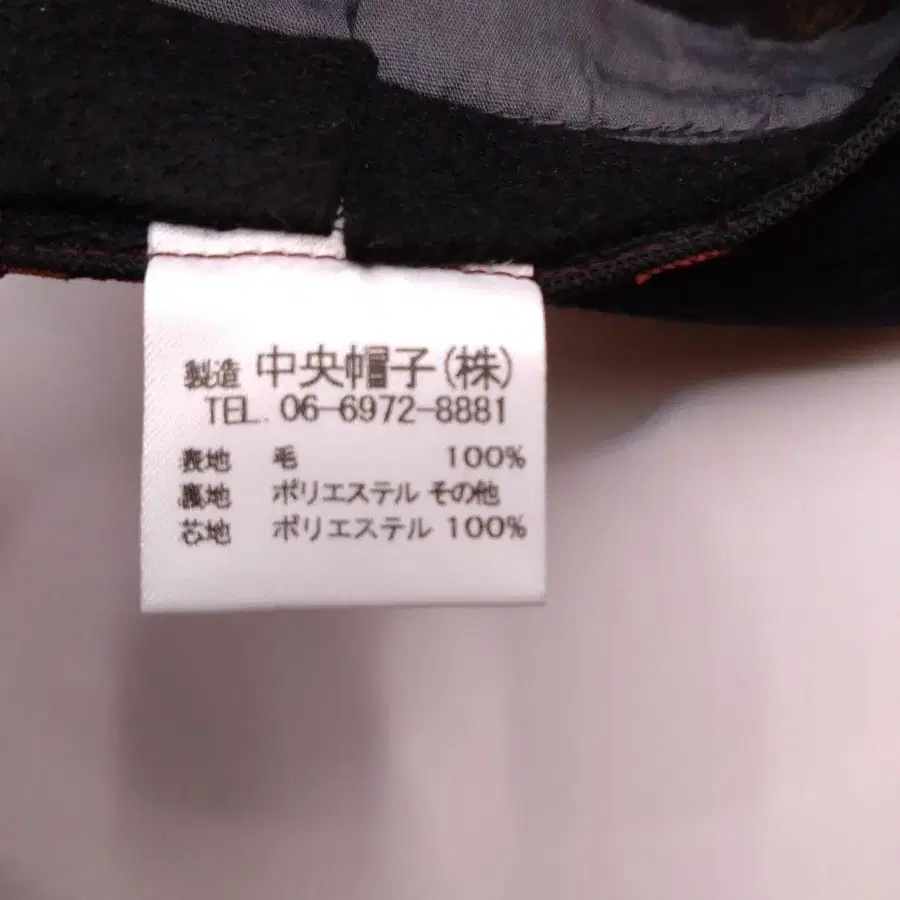 製造 中央帽子(株)
TEL. 06-6972-8881
表地 毛 100%
裏地 ポリエステル その他
芯地 ポリエステル 100%